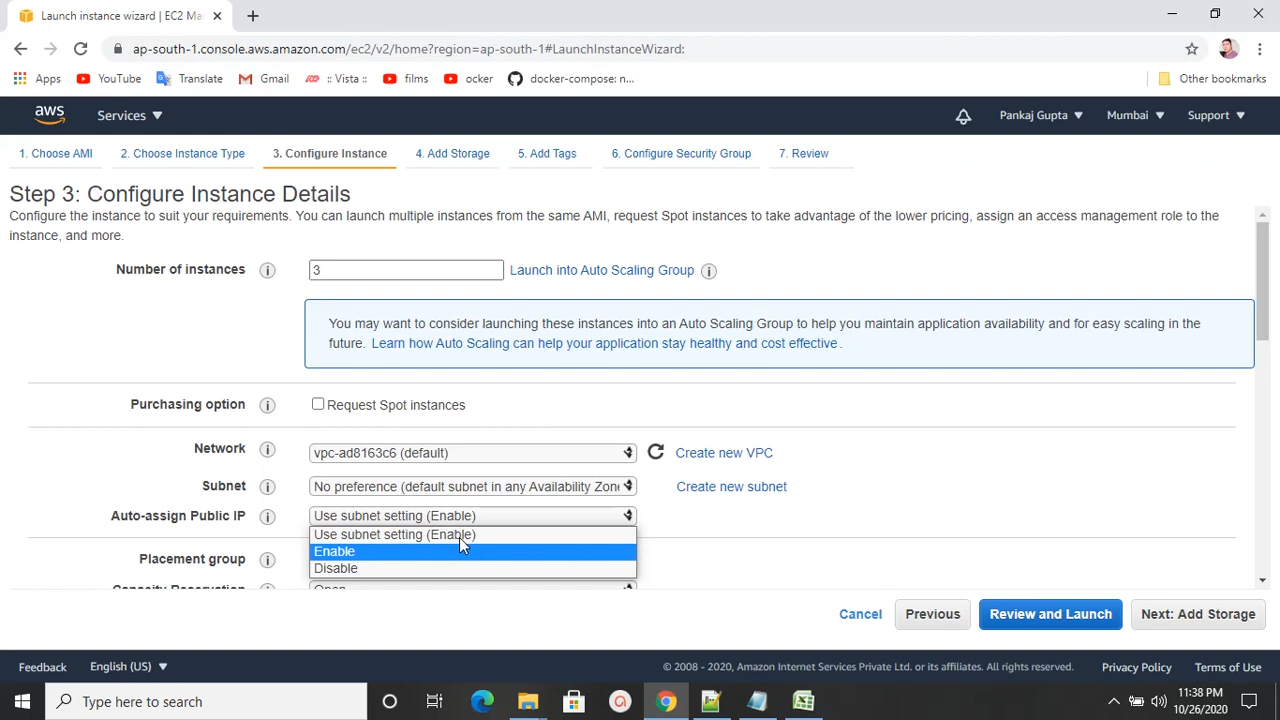 Launch instance wizard | EC2 Ma
ap-south-1.console.aws.amazon.com/ec2/v2/home?region=ap-south-1#LaunchInstanceWizard:
Apps YouTube Translate Gmail :: Vista :: films ocker docker-compose: n... Other bookmarks
aws Services Pankaj Gupta Mumbai Support
1. Choose AMI 2. Choose Instance Type 3. Configure Instance 4. Add Storage 5. Add Tags 6. Configure Security Group 7. Review
Step 3: Configure Instance Details
Configure the instance to suit your requirements. You can launch multiple instances from the same AMI, request Spot instances to take advantage of the lower pricing, assign an access management role to the
instance, and more.
Number of instances 3 Launch into Auto Scaling Group
You may want to consider launching these instances into an Auto Scaling Group to help you maintain application availability and for easy scaling in the
future. Learn how Auto Scaling can help your application stay healthy and cost effective.
Purchasing option Request Spot instances
Network vpc-ad8163c6 (default) Create new VPC
Subnet No preference (default subnet in any Availability Zone Create new subnet
Auto-assign Public IP Use subnet setting (Enable)
Use subnet setting (Enable)
Enable
Placement group
Disable
Capacity Reservation Open
Cancel Previous Review and Launch Next: Add Storage
Feedback English (US) © 2008 - 2020, Amazon Internet Services Private Ltd. or its affiliates. All rights reserved. Privacy Policy Terms of Use
Type here to search
11:38 PM
10/26/2020